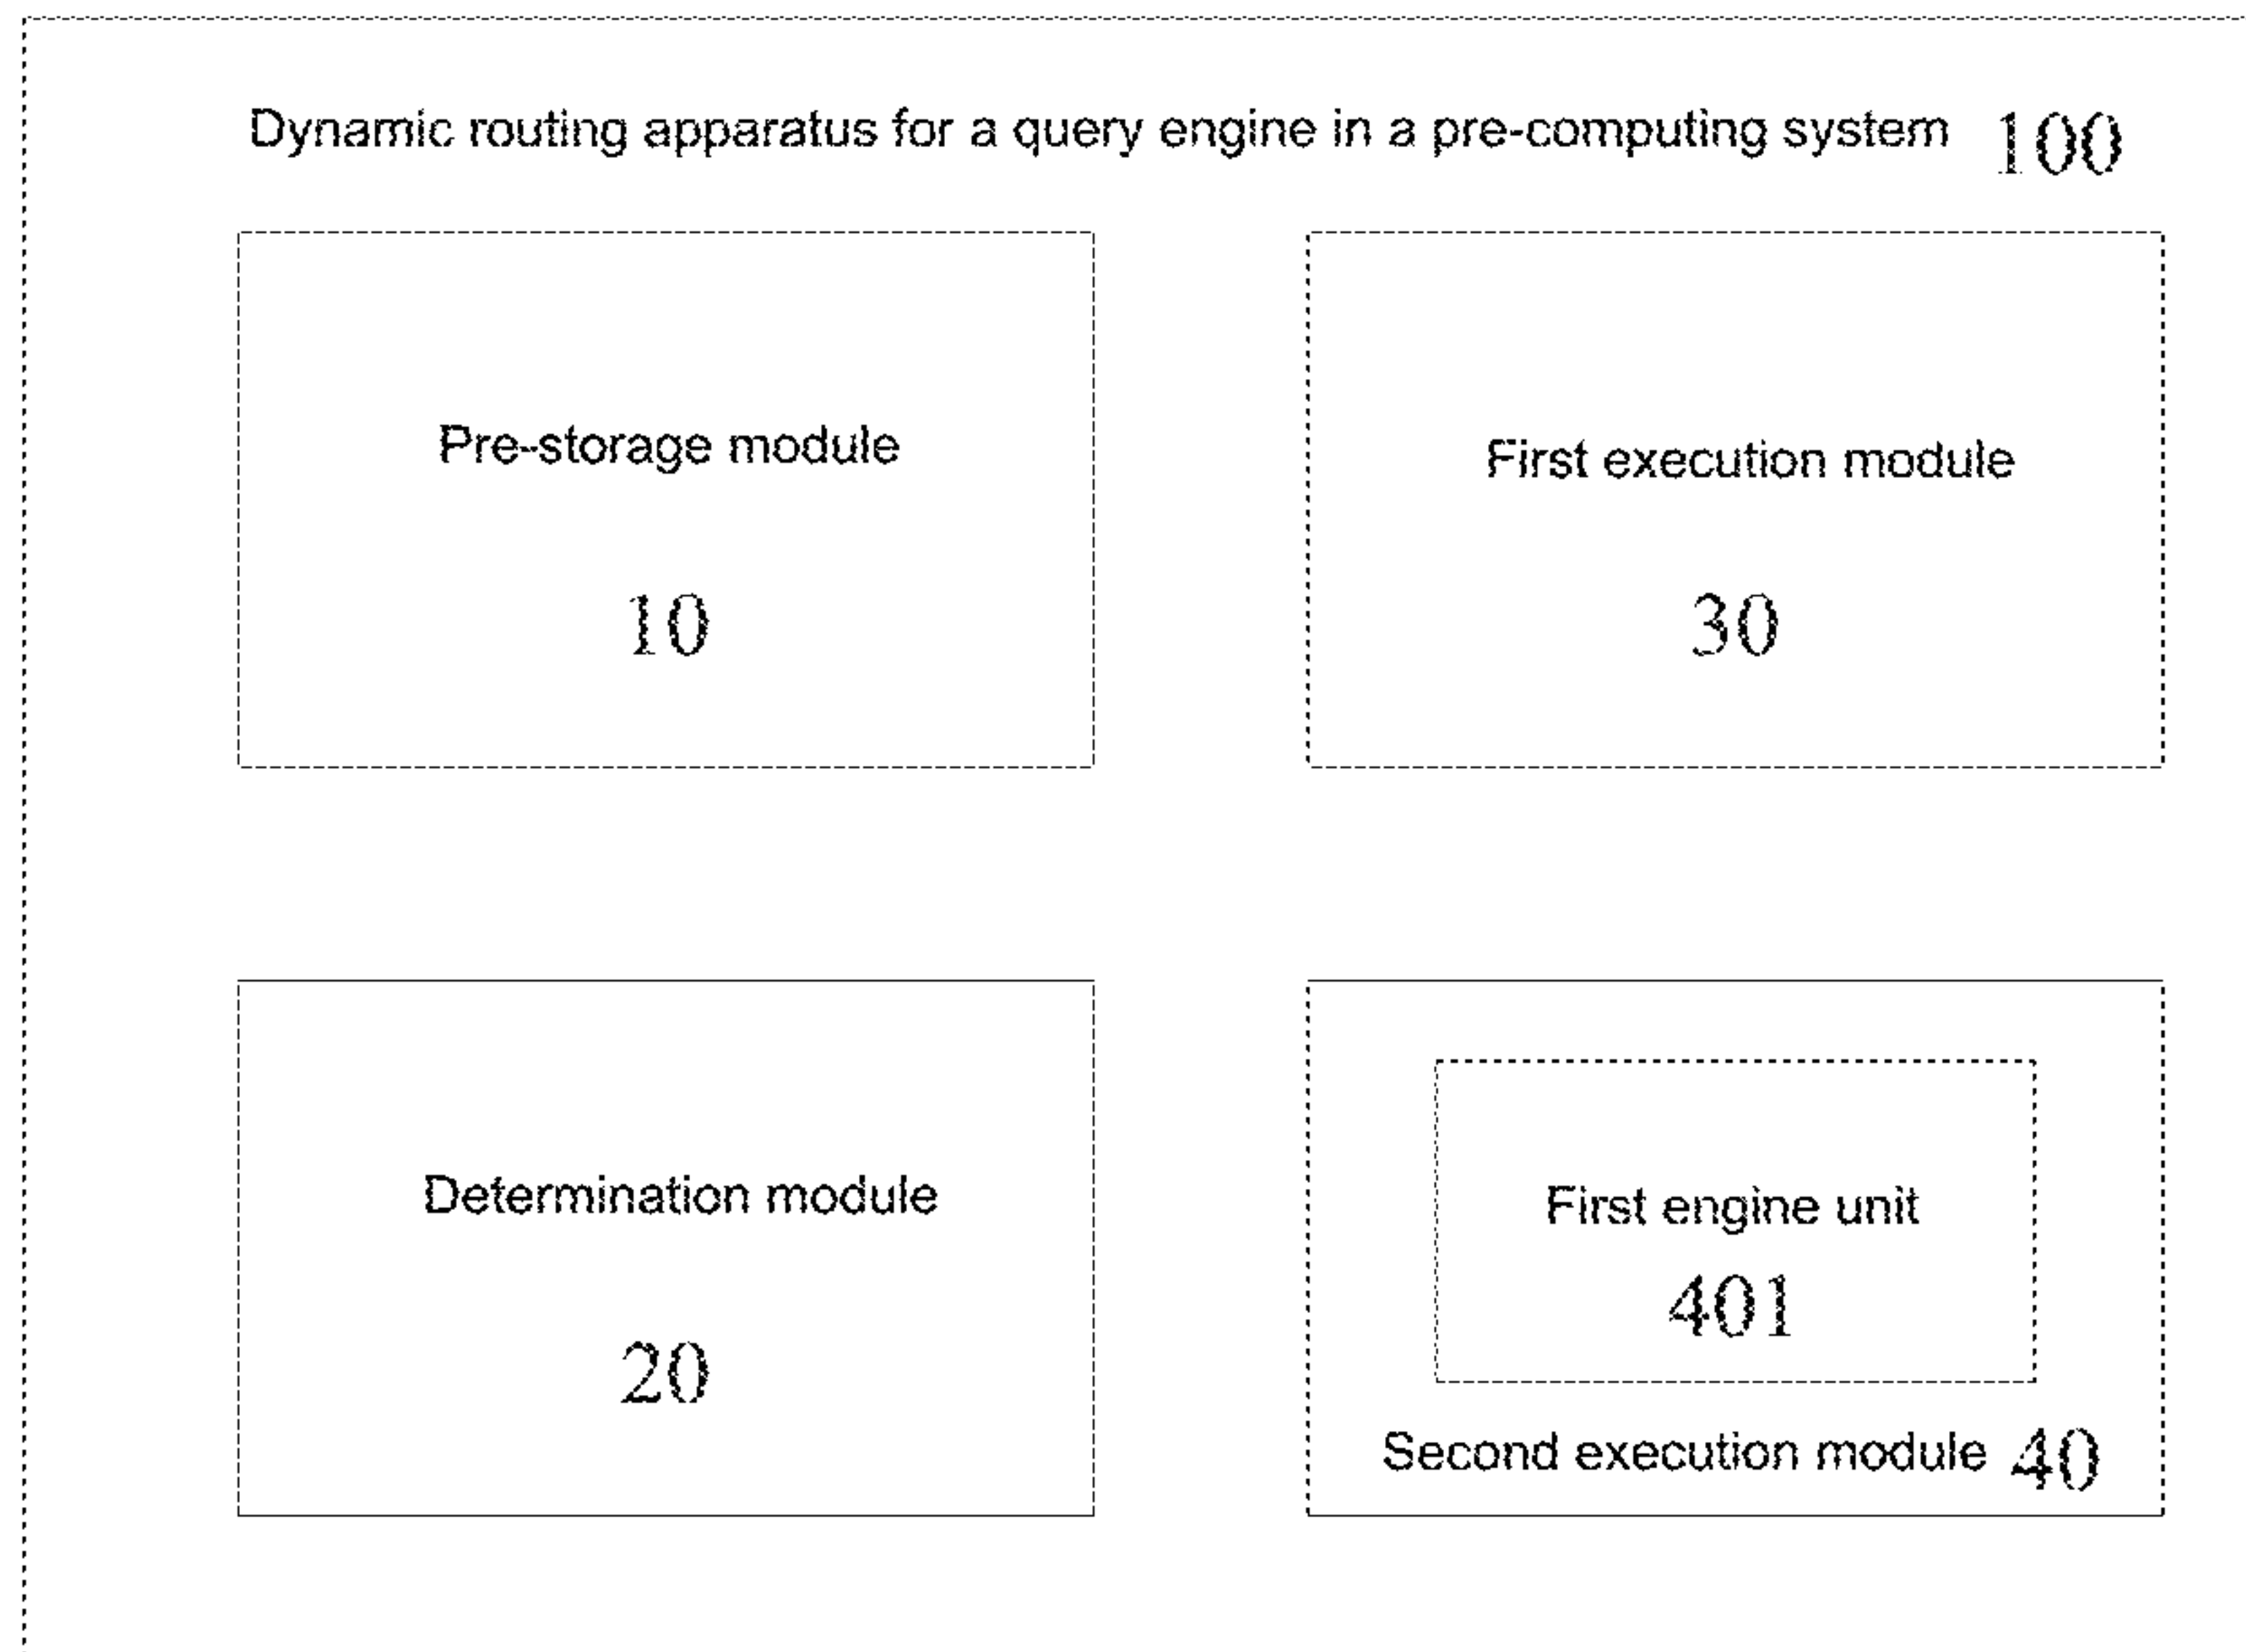 Dynamic routing apparatus for a query engine in a pre-computing system 100
Pre-storage module
10
First execution module
30
Determination module
20
First engine unit
401
Second execution module 40